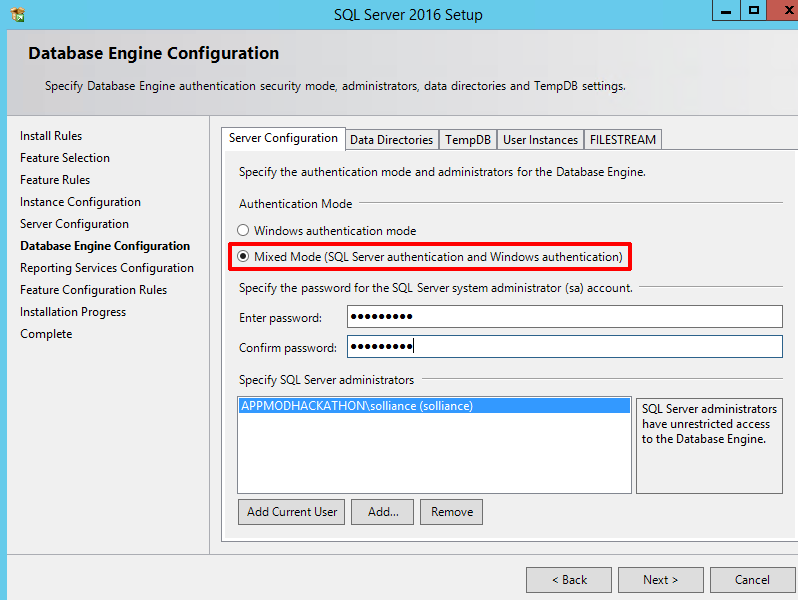 SQL Server 2016 Setup
Database Engine Configuration
Specify Database Engine authentication security mode, administrators, data directories and TempDB settings.
Install Rules
Feature Selection
Feature Rules
Instance Configuration
Server Configuration
Database Engine Configuration
Reporting Services Configuration
Feature Configuration Rules
Installation Progress
Complete
Server Configuration Data Directories TempDB User Instances FILESTREAM
Specify the authentication mode and administrators for the Database Engine.
Authentication Mode
Windows authentication mode
Mixed Mode (SQL Server authentication and Windows authentication)
Specify the password for the SQL Server system administrator (sa) account.
Enter password: ●●●●●●●●●
Confirm password: ●●●●●●●●●
Specify SQL Server administrators
APPMODHACKATHON\solliance (solliance)
SQL Server administrators
have unrestricted access
to the Database Engine.
Add Current User Add... Remove
< Back Next > Cancel